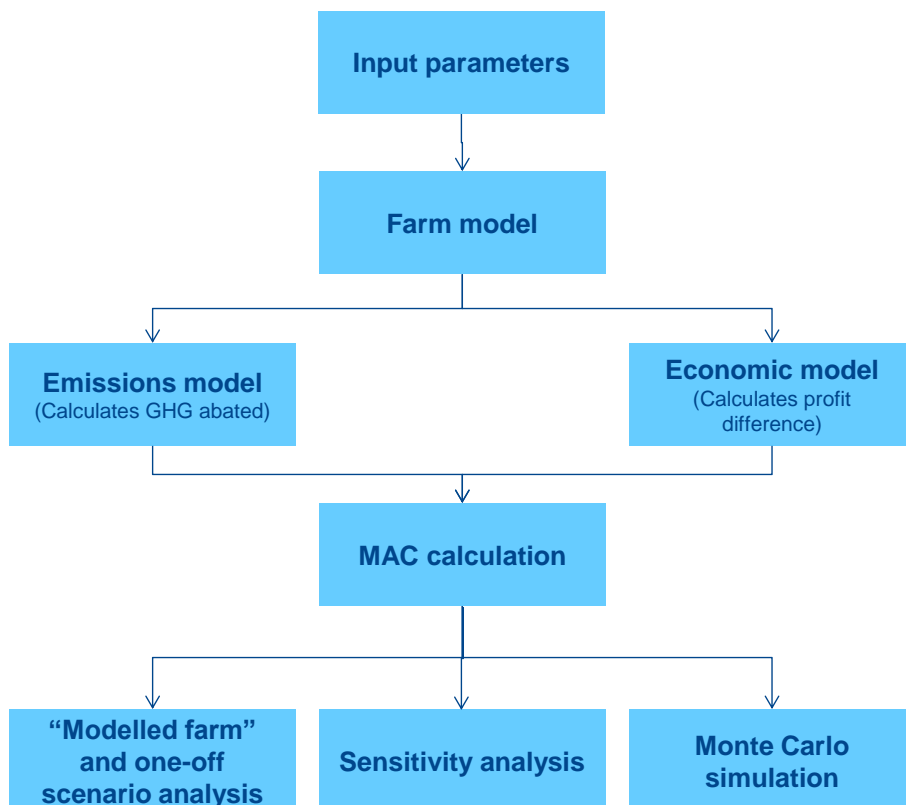 Input parameters
Farm model
Emissions model
(Calculates GHG abated)
Economic model
(Calculates profit
difference)
MAC calculation
“Modelled farm”
and one-off
scenario analysis
Sensitivity analysis
Monte Carlo
simulation